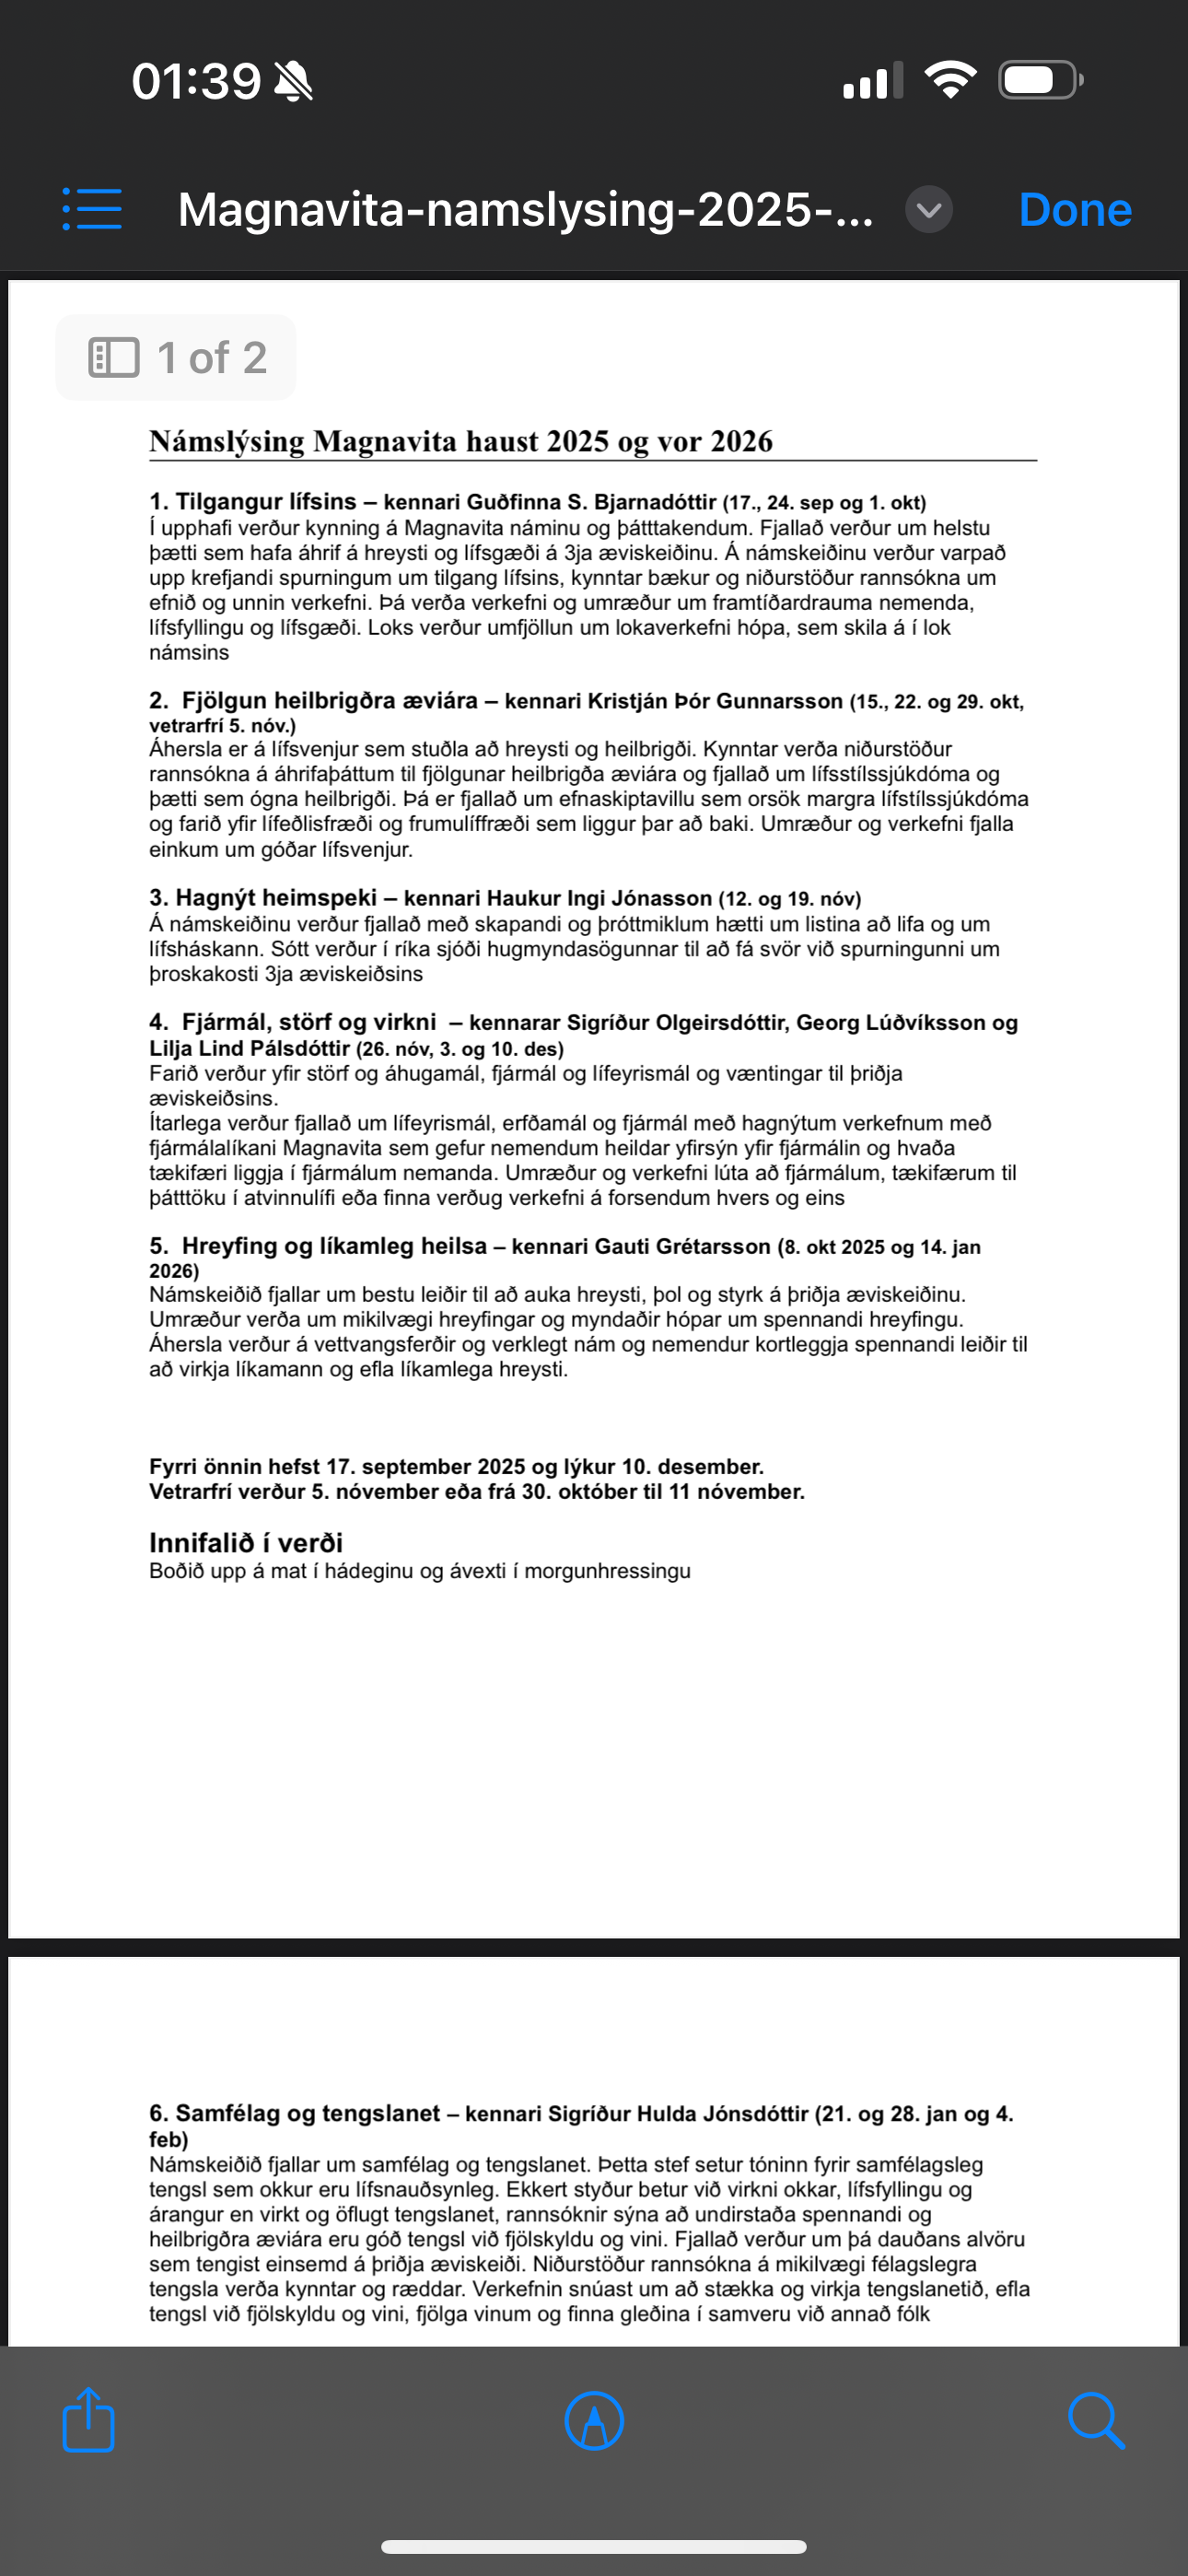 01:39
Magnavita-namslysing-2025-...
Done
1 of 2
Námslýsing Magnavita haust 2025 og vor 2026
1. Tilgangur lífsins – kennari Guðfinna S. Bjarnadóttir (17., 24. sep og 1. okt)
Í upphafi verður kynning á Magnavita náminu og þátttakendum. Fjallað verður um helstu
þætti sem hafa áhrif á hreysti og lífsgæði á 3ja æviskeiðinu. Á námskeiðinu verður varpað
upp krefjandi spurningum um tilgang lífsins, kynntar bækur og niðurstöður rannsókna um
efnið og unnin verkefni. Þá verða verkefni og umræður um framtíðardrauma nemenda,
lífsfyllingu og lífsgæði. Loks verður umfjöllun um lokaverkefni hópa, sem skila á í lok
námsins
2. Fjölgun heilbrigðra æviára – kennari Kristján Þór Gunnarsson (15., 22. og 29. okt,
vetrarfrí 5. nóv.)
Áhersla er á lífsvenjur sem stuðla að hreysti og heilbrigði. Kynntar verða niðurstöður
rannsókna á áhrifaþáttum til fjölgunar heilbrigða æviára og fjallað um lífsstílssjúkdóma og
þætti sem ógna heilbrigði. Þá er fjallað um efnaskiptavillu sem orsök margra lífstílssjúkdóma
og farið yfir lífeðlisfræði og frumulíffræði sem liggur þar að baki. Umræður og verkefni fjalla
einkum um góðar lífsvenjur.
3. Hagnýt heimspeki – kennari Haukur Ingi Jónasson (12. og 19. nóv)
Á námskeiðinu verður fjallað með skapandi og þróttmiklum hætti um listina að lifa og um
lífsháskann. Sótt verður í ríka sjóði hugmyndasögunnar til að fá svör við spurningunni um
þroskakosti 3ja æviskeiðsins
4. Fjármál, störf og virkni – kennarar Sigríður Olgeirsdóttir, Georg Lúðvíksson og
Lilja Lind Pálsdóttir (26. nóv, 3. og 10. des)
Farið verður yfir störf og áhugamál, fjármál og lífeyrismál og væntingar til þriðja
æviskeiðsins.
Ítarlega verður fjallað um lífeyrismál, erfðamál og fjármál með hagnýtum verkefnum með
fjármálalíkani Magnavita sem gefur nemendum heildar yfirsýn yfir fjármálin og hvaða
tækifæri liggja í fjármálum nemanda. Umræður og verkefni lúta að fjármálum, tækifærum til
þátttöku í atvinnulífi eða finna verðug verkefni á forsendum hvers og eins
5. Hreyfing og líkamleg heilsa – kennari Gauti Grétarsson (8. okt 2025 og 14. jan
2026)
Námskeiðið fjallar um bestu leiðir til að auka hreysti, þol og styrk á þriðja æviskeiðinu.
Umræður verða um mikilvægi hreyfingar og myndaðir hópar um spennandi hreyfingu.
Áhersla verður á vettvangsferðir og verklegt nám og nemendur kortleggja spennandi leiðir til
að virkja líkamann og efla líkamlega hreysti.
Fyrri önnin hefst 17. september 2025 og lýkur 10. desember.
Vetrarfrí verður 5. nóvember eða frá 30. október til 11 nóvember.
Innifalið í verði
Boðið upp á mat í hádeginu og ávexti í morgunhressingu
6. Samfélag og tengslanet – kennari Sigríður Hulda Jónsdóttir (21. og 28. jan og 4.
feb)
Námskeiðið fjallar um samfélag og tengslanet. Þetta stef setur tóninn fyrir samfélagsleg
tengsl sem okkur eru lífsnauðsynleg. Ekkert styður betur við virkni okkar, lífsfyllingu og
árangur en virkt og öflugt tengslanet, rannsóknir sýna að undirstaða spennandi og
heilbrigðra æviára eru góð tengsl við fjölskyldu og vini. Fjallað verður um þá dauðans alvöru
sem tengist einsemd á þriðja æviskeiði. Niðurstöður rannsókna á mikilvægi félagslegra
tengsla verða kynntar og ræddar. Verkefnin snúast um að stækka og virkja tengslanetið, efla
tengsl við fjölskyldu og vini, fjölga vinum og finna gleðina í samveru við annað fólk